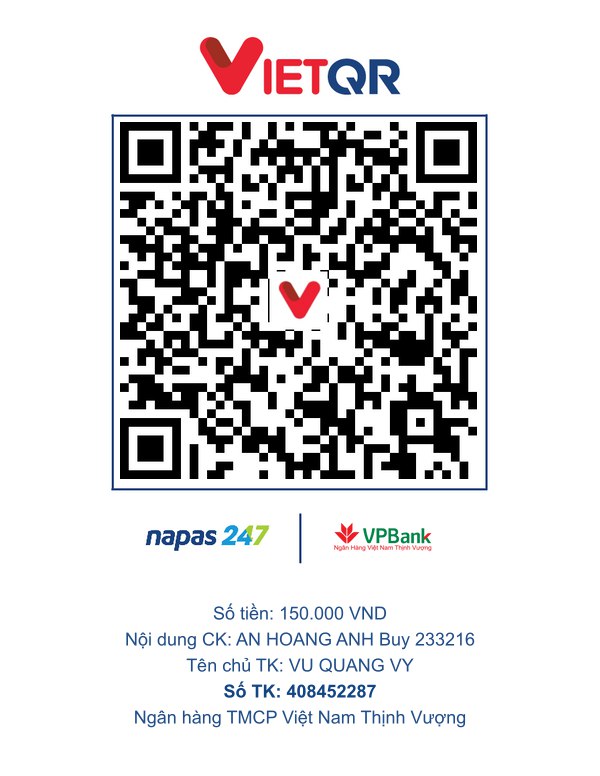 VIETQR
napas 247
VPBank
Ngân Hàng Việt Nam Thịnh Vượng
Số tiền: 150.000 VND
Nội dung CK: AN HOANG ANH Buy 233216
Tên chủ TK: VU QUANG VY
Số TK: 408452287
Ngân hàng TMCP Việt Nam Thịnh Vượng